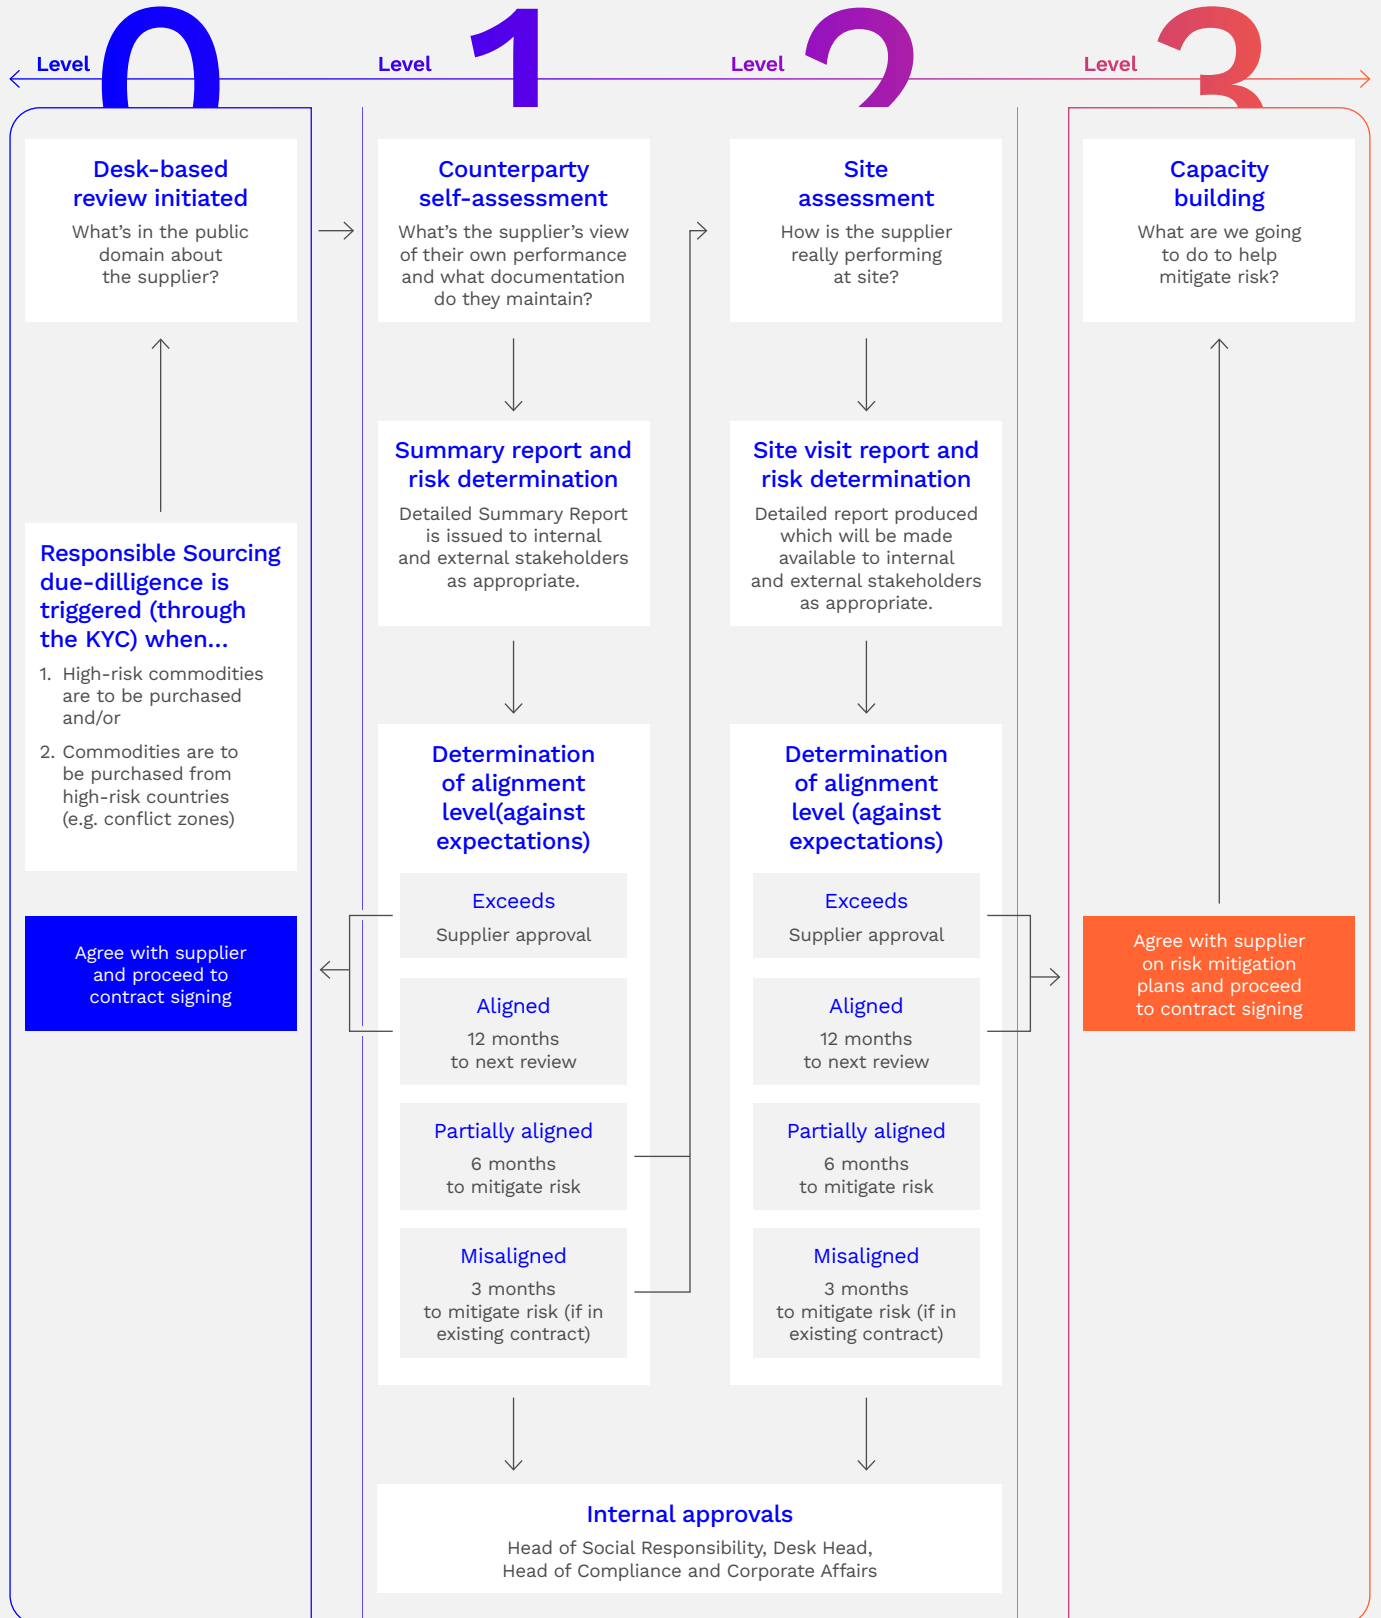 Level 0
Desk-based
review initiated
What's in the public
domain about
the supplier?
Responsible Sourcing
due-dilligence is
triggered (through
the KYC) when...
1. High-risk commodities
are to be purchased
and/or
2. Commodities are to
be purchased from
high-risk countries
(e.g. conflict zones)
Agree with supplier
and proceed to
contract signing
Level 1
Counterparty
self-assessment
What's the supplier's view
of their own performance
and what documentation
do they maintain?
Summary report and
risk determination
Detailed Summary Report
is issued to internal
and external stakeholders
as appropriate.
Determination
of alignment
level(against
expectations)
Exceeds
Supplier approval
Aligned
12 months
to next review
Partially aligned
6 months
to mitigate risk
Misaligned
3 months
to mitigate risk (if in
existing contract)
Level 2
Site
assessment
How is the supplier
really performing
at site?
Site visit report and
risk determination
Detailed report produced
which will be made
available to internal
and external stakeholders
as appropriate.
Determination
of alignment
level (against
expectations)
Exceeds
Supplier approval
Aligned
12 months
to next review
Partially aligned
6 months
to mitigate risk
Misaligned
3 months
to mitigate risk (if in
existing contract)
Internal approvals
Head of Social Responsibility, Desk Head,
Head of Compliance and Corporate Affairs
Level 3
Capacity
building
What are we going
to do to help
mitigate risk?
Agree with supplier
on risk mitigation
plans and proceed
to contract signing